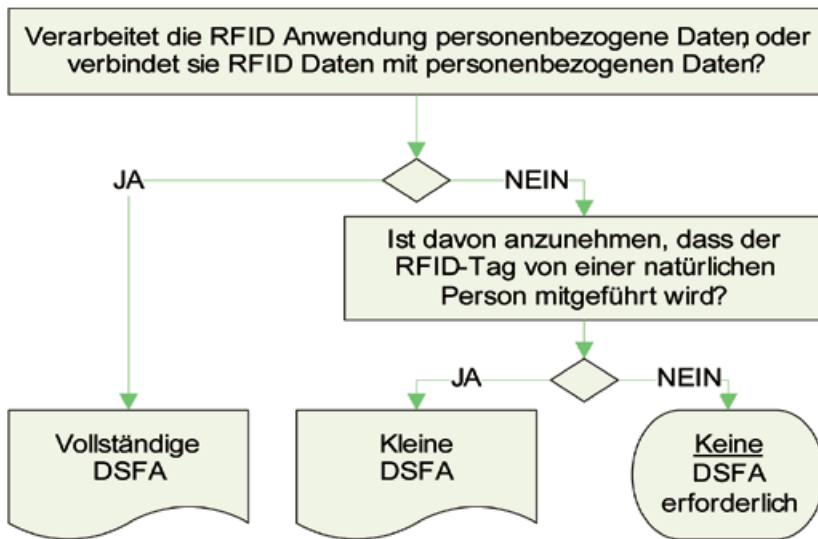 Verarbeitet die RFID Anwendung personenbezogene Daten, oder
verbindet sie RFID Daten mit personenbezogenen Daten?
JA
NEIN
Ist davon anzunehmen, dass der
RFID-Tag von einer natürlichen
Person mitgeführt wird?
JA
NEIN
Vollständige
DSFA
Kleine
DSFA
Keine
DSFA
erforderlich